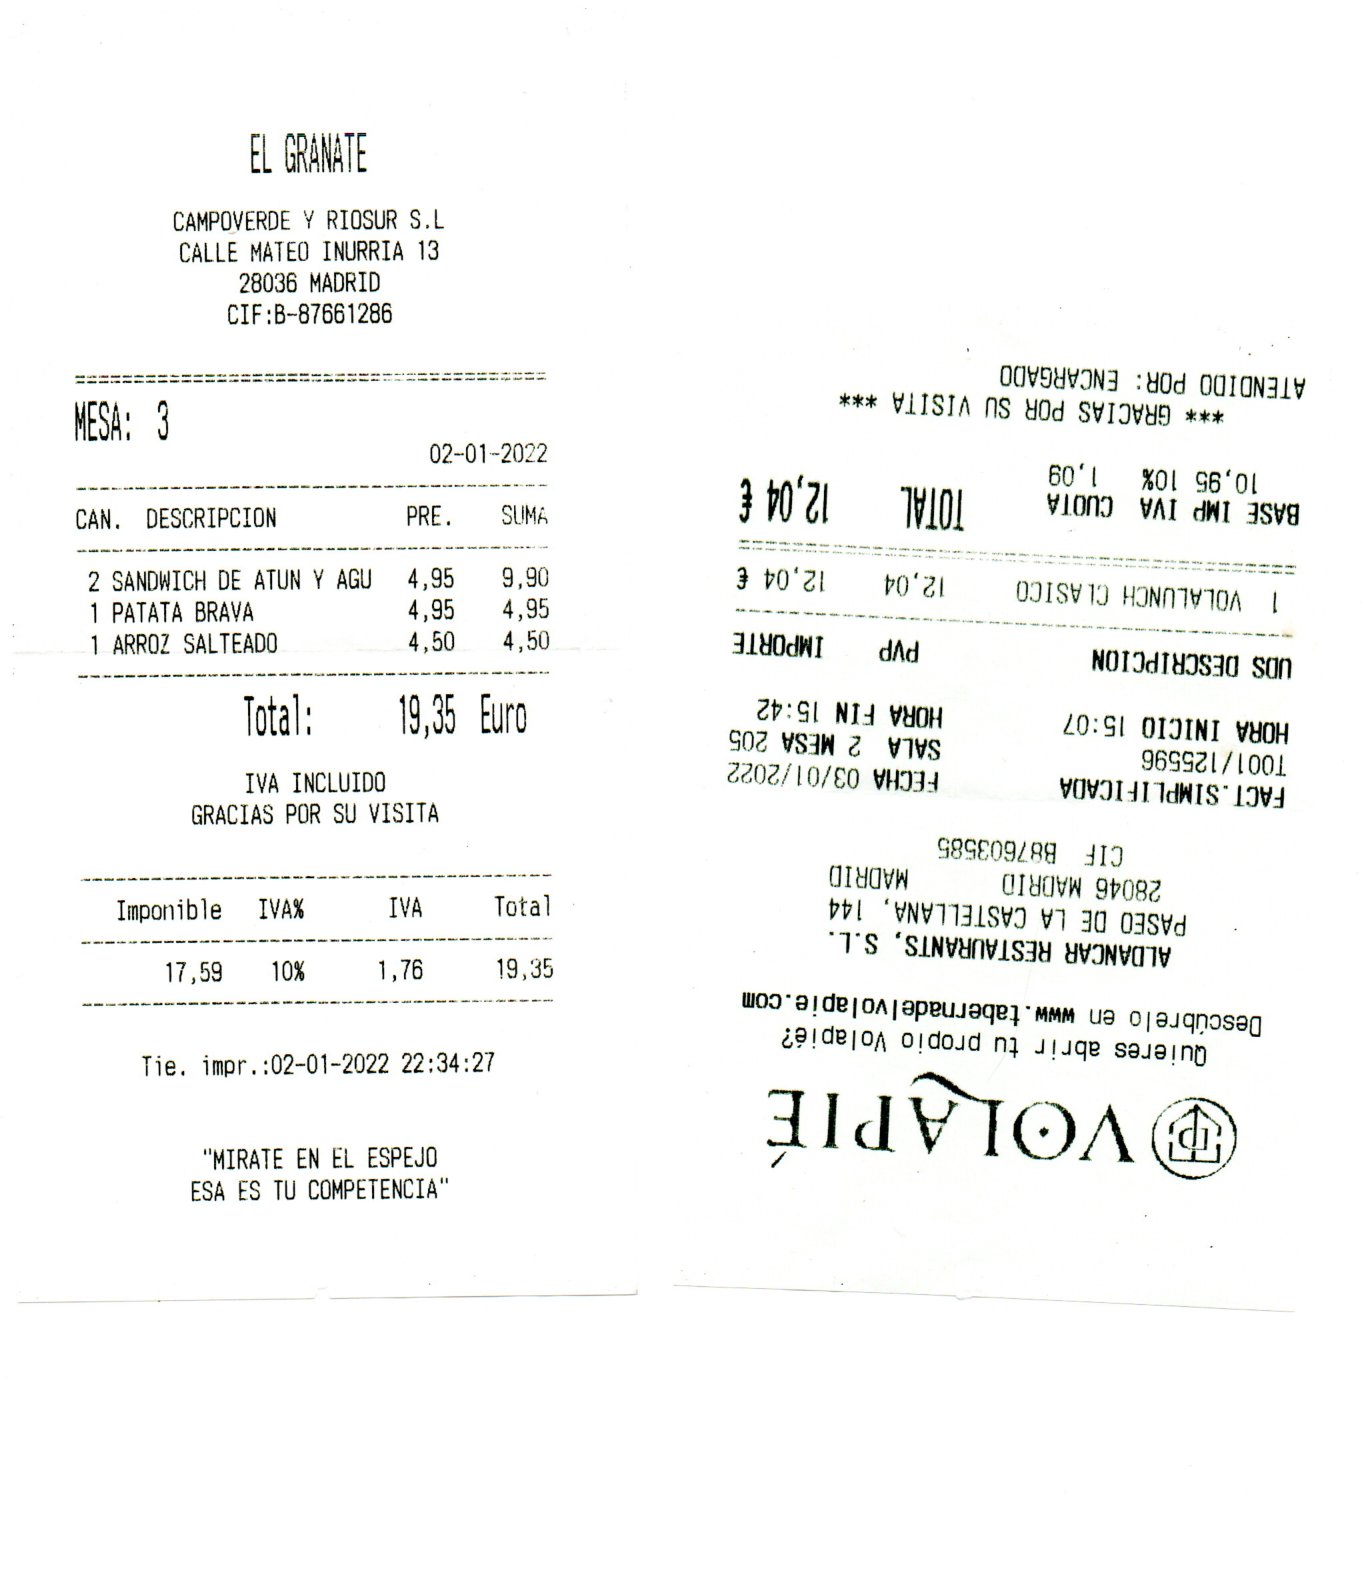 EL GRANATE
CAMPOVERDE Y RIOSUR S.L
CALLE MATEO INURRIA 13
28036 MADRID
CIF:B-87661286
MESA: 3
02-01-2022
CAN. DESCRIPCION PRE. SUMA
2 SANDWICH DE ATUN Y AGU 4,95 9,90
1 PATATA BRAVA 4,95 4,95
1 ARROZ SALTEADO 4,50 4,50
Total: 19,35 Euro
IVA INCLUIDO
GRACIAS POR SU VISITA
Imponible IVA% IVA Total
17,59 10% 1,76 19,35
Tie. impr.:02-01-2022 22:34:27
"MIRATE EN EL ESPEJO
ESA ES TU COMPETENCIA"
VOLAPIÉ
Quieres abrir tu propio Volapié?
Descúbrelo en www.tabernadelvolapie.com
ALDANCAR RESTAURANTS, S.L.
PASEO DE LA CASTELLANA, 144
28046 MADRID MADRID
CIF B87603585
FACT.SIMPLIFICADA FECHA 03/01/2022
T001/125596 SALA 2 MESA 205
HORA INICIO 15:07 HORA FIN 15:42
UDS DESCRIPCION PVP IMPORTE
1 VOLALUNCH CLASICO 12,04 12,04 €
BASE IMP IVA CUOTA TOTAL 12,04 €
10,95 10% 1,09
*** GRACIAS POR SU VISITA ***
ATENDIDO POR: ENCARGADO